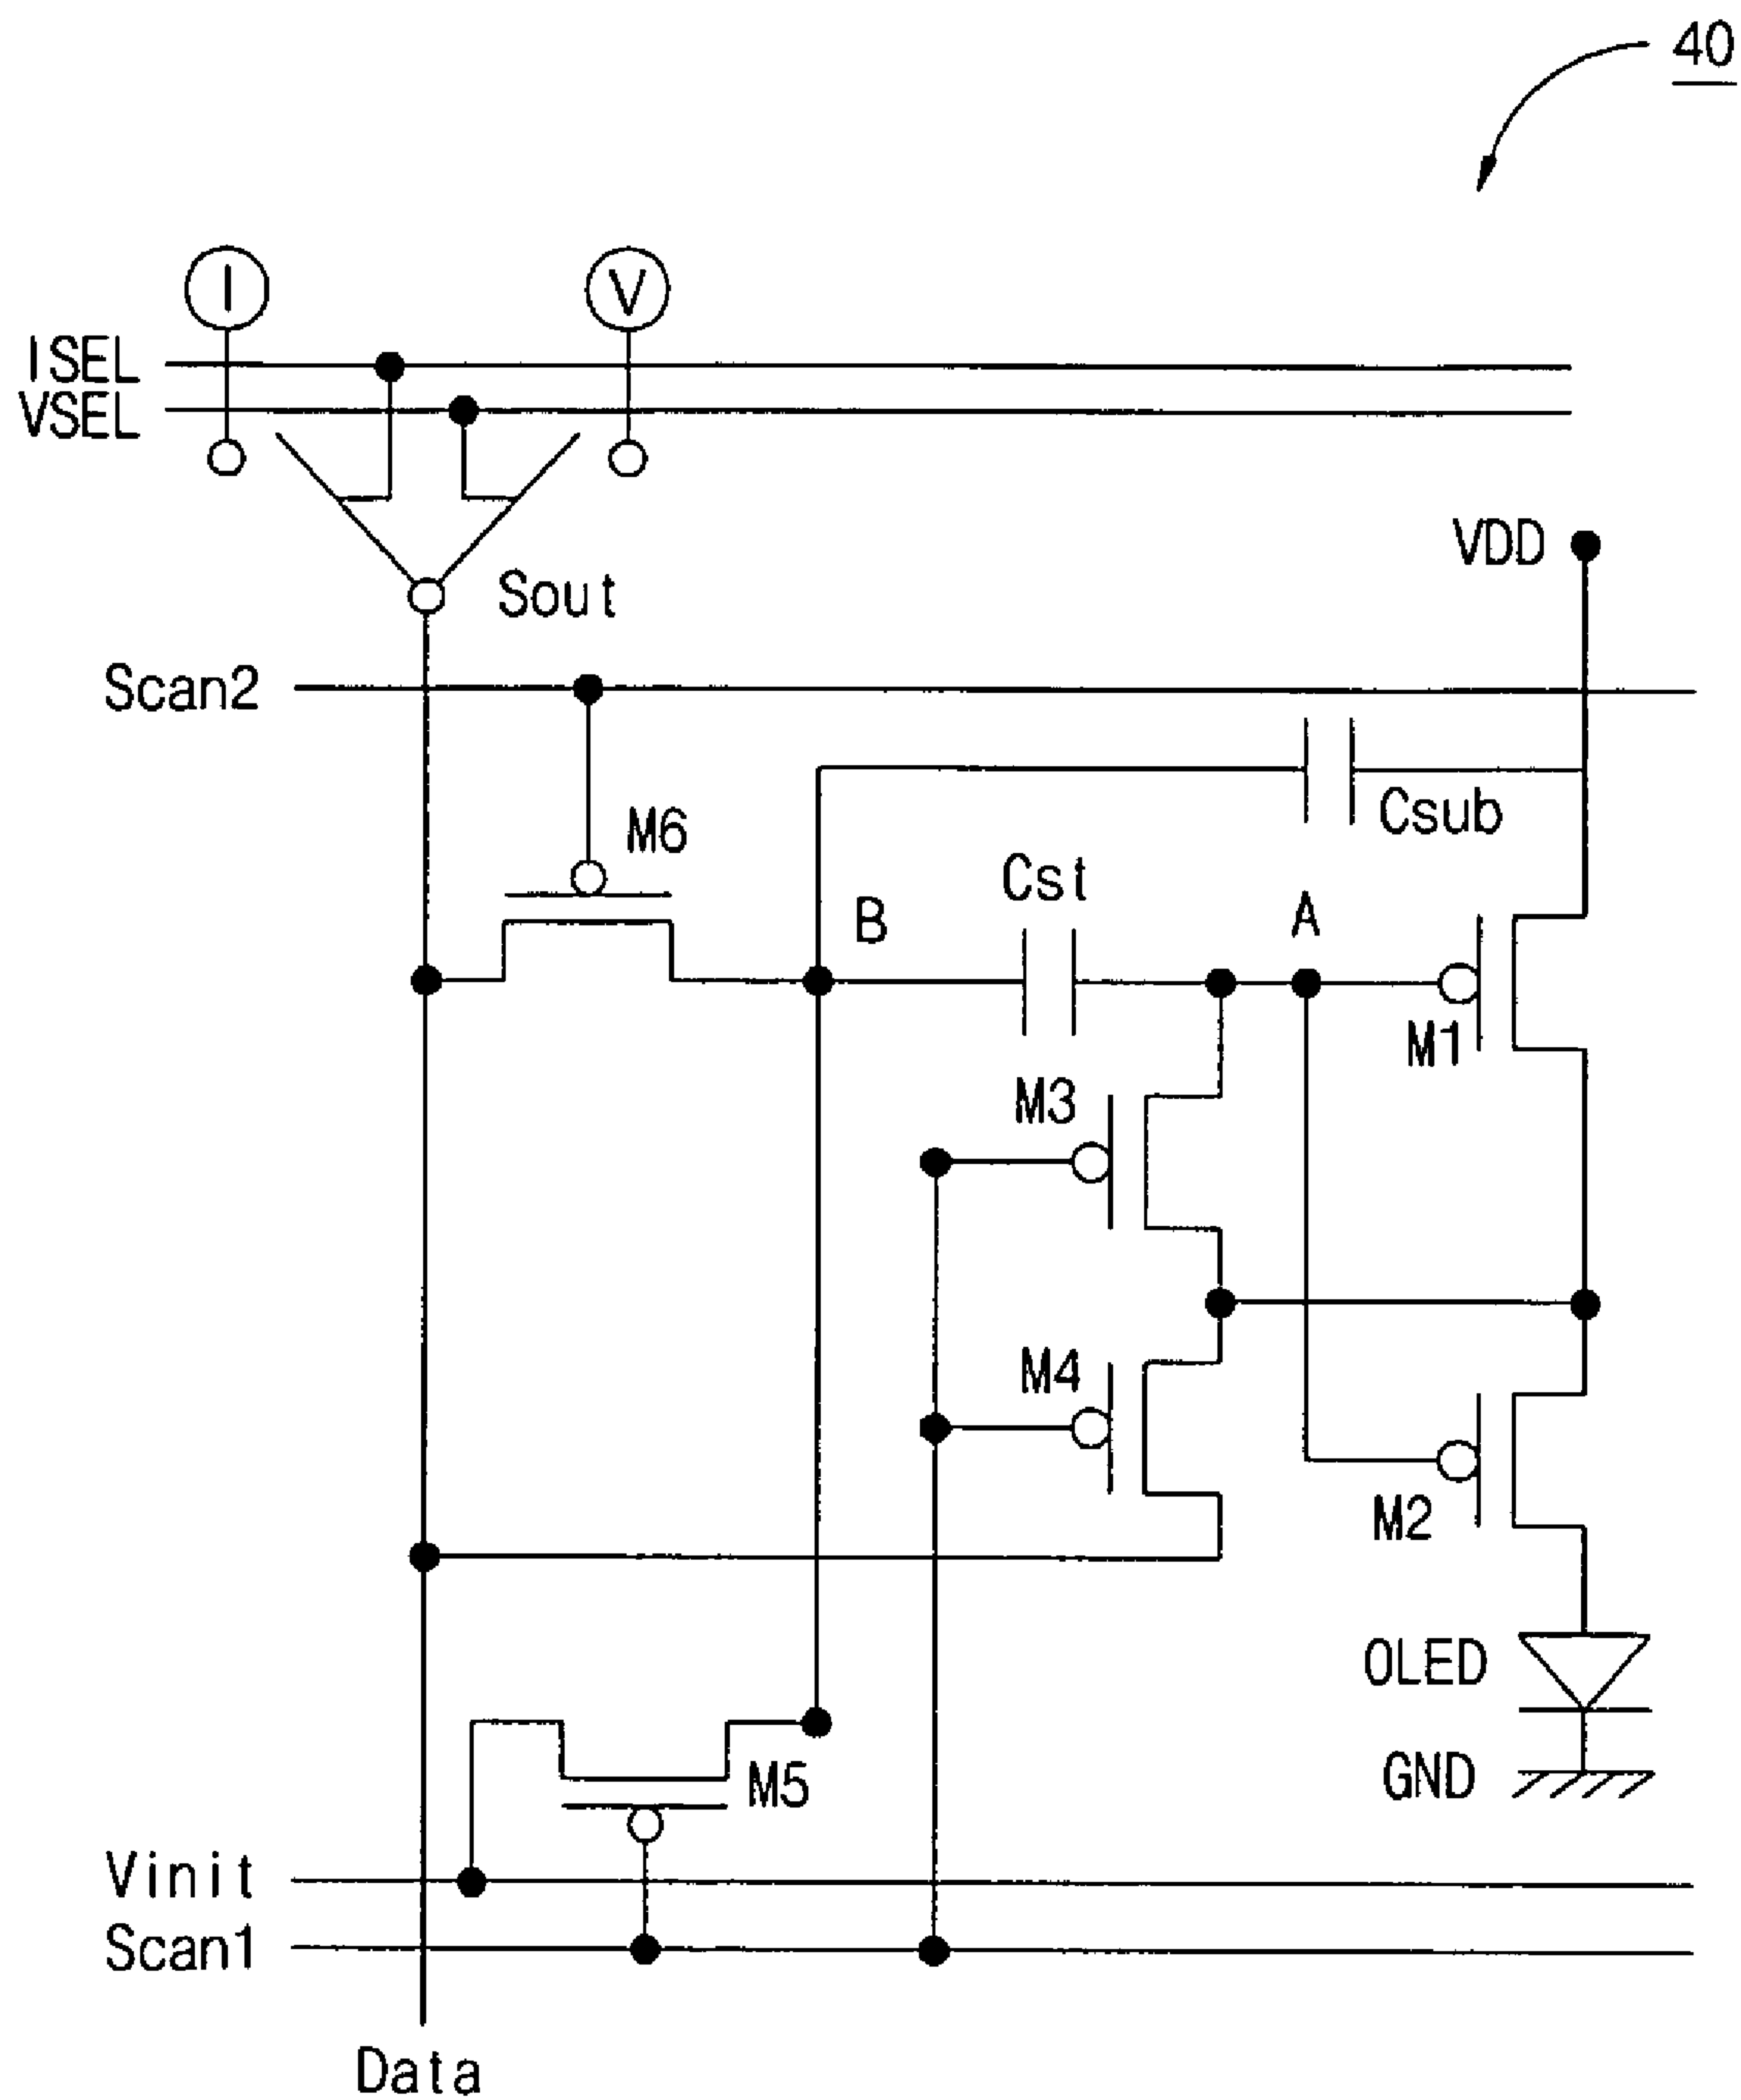 40
I
V
ISEL
VSEL
VDD
Sout
Scan2
Csub
M6
Cst
B
A
M1
M3
M4
M2
OLED
M5
GND
Vinit
Scan1
Data